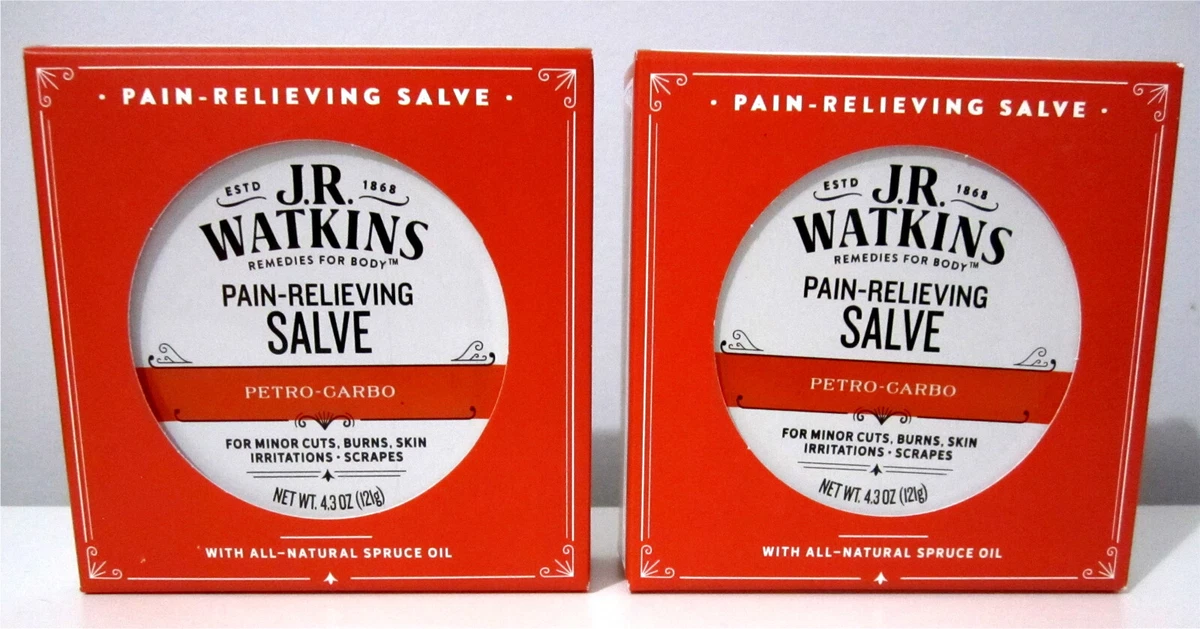 · PAIN-RELIEVING SALVE ·
ESTD J.R. 1868
WATKINS
REMEDIES FOR BODY™
PAIN-RELIEVING
SALVE
PETRO-CARBO
FOR MINOR CUTS, BURNS, SKIN
IRRITATIONS · SCRAPES
NET WT. 4.3 OZ (121g)
WITH ALL-NATURAL SPRUCE OIL
· PAIN-RELIEVING SALVE ·
ESTD J.R. 1868
WATKINS
REMEDIES FOR BODY™
PAIN-RELIEVING
SALVE
PETRO-CARBO
FOR MINOR CUTS, BURNS, SKIN
IRRITATIONS · SCRAPES
NET WT. 4.3 OZ (121g)
WITH ALL-NATURAL SPRUCE OIL